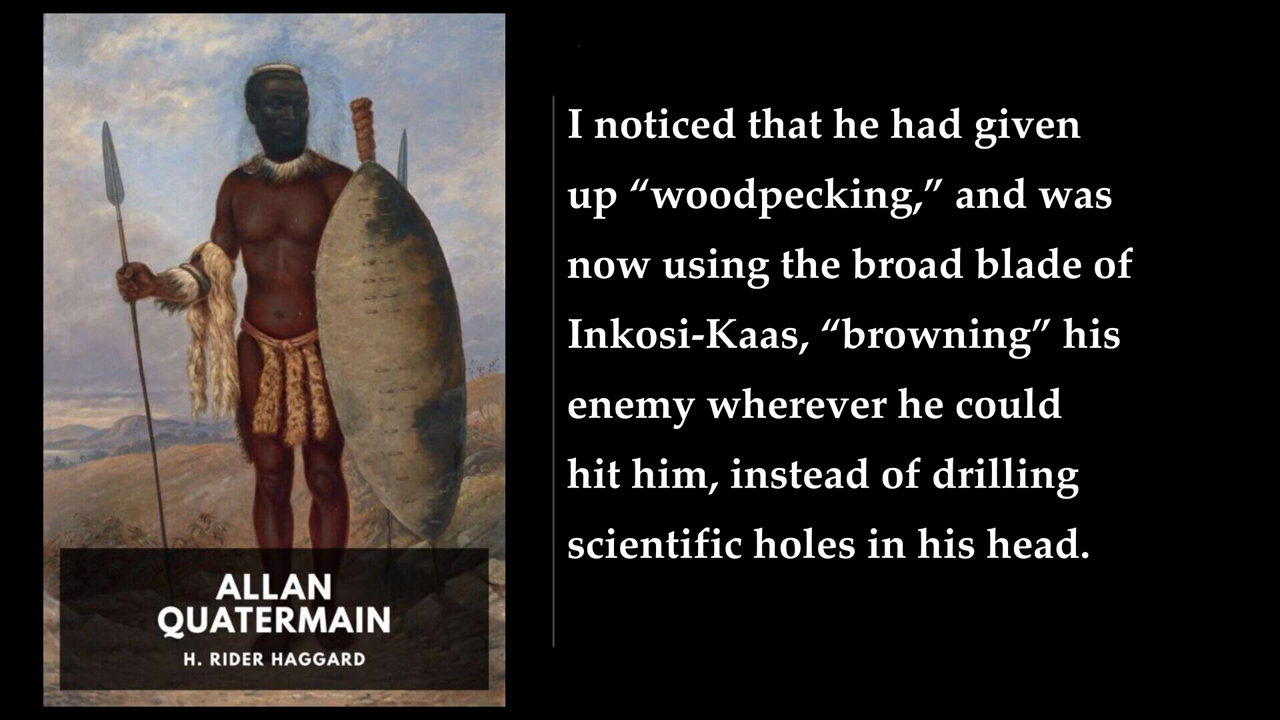 ALLAN
QUATERMAIN
H. RIDER HAGGARD
I noticed that he had given
up “woodpecking,” and was
now using the broad blade of
Inkosi-Kaas, “browning” his
enemy wherever he could
hit him, instead of drilling
scientific holes in his head.